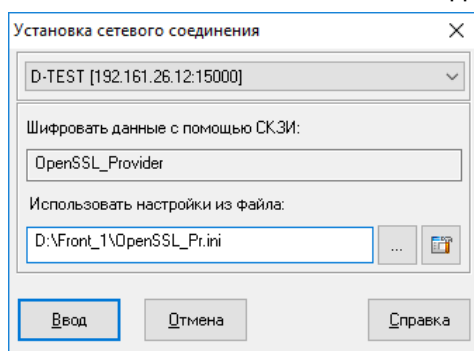 Установка сетевого соединения
D-TEST [192.161.26.12:15000]
Шифровать данные с помощью СКЗИ:
OpenSSL_Provider
Использовать настройки из файла:
D:\Front_1\OpenSSL_Pr.ini
...
Ввод Отмена Справка